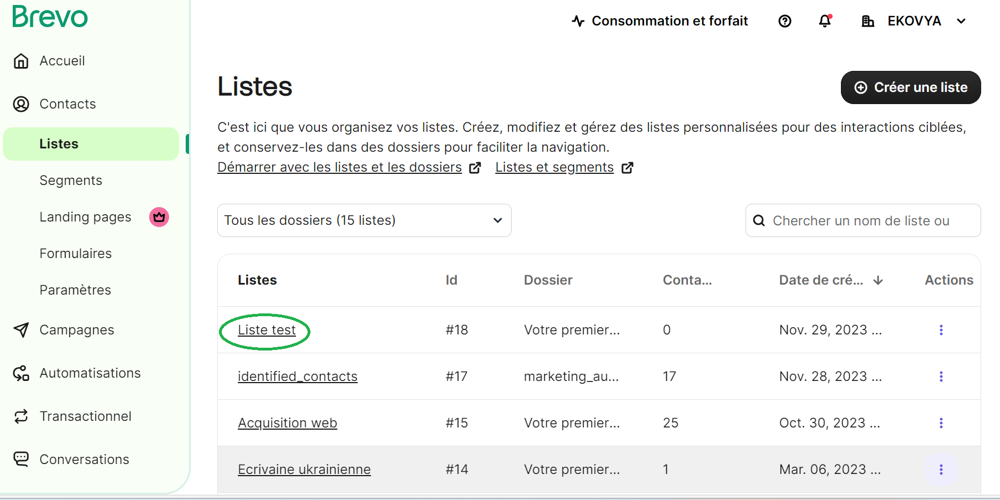 Brevo
Consommation et forfait
EKOVYA
Accueil
Contacts
Listes
Segments
Landing pages
Formulaires
Paramètres
Campagnes
Automatisations
Transactionnel
Conversations
Listes
Créer une liste
C'est ici que vous organisez vos listes. Créez, modifiez et gérez des listes personnalisées pour des interactions ciblées,
et conservez-les dans des dossiers pour faciliter la navigation.
Démarrer avec les listes et les dossiers Listes et segments
Tous les dossiers (15 listes)
Chercher un nom de liste ou
Listes Id Dossier Conta... Date de cré... Actions
Liste test #18 Votre premier... 0 Nov. 29, 2023 ...
identified_contacts #17 marketing_au... 17 Nov. 28, 2023 ...
Acquisition web #15 Votre premier... 25 Oct. 30, 2023 ...
Ecrivaine ukrainienne #14 Votre premier... 1 Mar. 06, 2023 ...